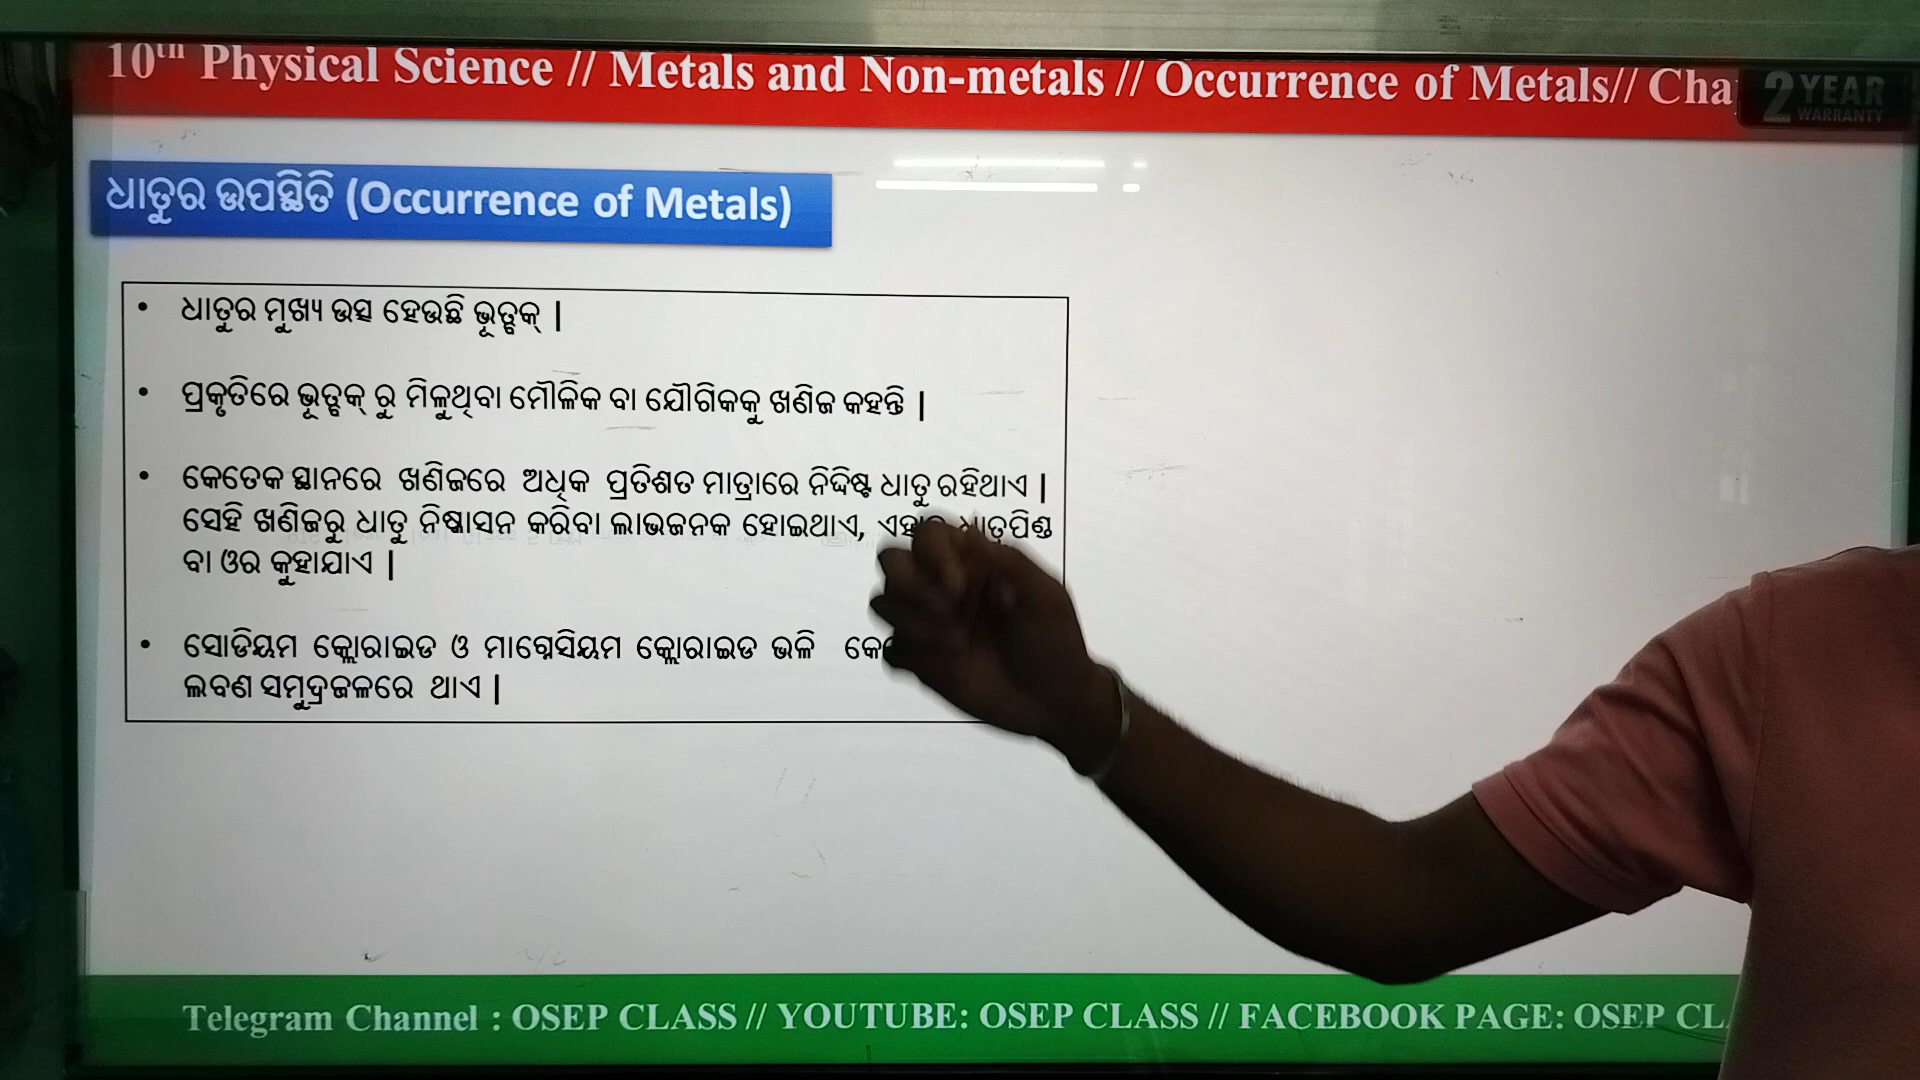 10th Physical Science // Metals and Non-metals // Occurrence of Metals// Cha
2 YEAR
WARRANTY
ଧାତୁର ଉପସ୍ଥିତି (Occurrence of Metals)
• ଧାତୁର ମୁଖ୍ୟ ଉତ୍ସ ହେଉଛି ଭୂତ୍ବକ୍ |
• ପ୍ରକୃତିରେ ଭୂତ୍ବକ୍ ରୁ ମିଳୁଥିବା ମୌଳିକ ବା ଯୌଗିକକୁ ଖଣିଜ କହନ୍ତି |
• କେତେକ ସ୍ଥାନରେ ଖଣିଜରେ ଅଧିକ ପ୍ରତିଶତ ମାତ୍ରାରେ ନିଦ୍ଦିଷ୍ଟ ଧାତୁ ରହିଥାଏ |
ସେହି ଖଣିଜରୁ ଧାତୁ ନିଷ୍କାସନ କରିବା ଲାଭଜନକ ହୋଇଥାଏ, ଧାତୁପିଣ୍ଡ
ବା ଓର କୁହାଯାଏ |
• ସୋଡିୟମ କ୍ଲୋରାଇଡ ଓ ମାଗ୍ନେସିୟମ କ୍ଲୋରାଇଡ ଭଳି
ଲବଣ ସମୁଦ୍ରଜଳରେ ଥାଏ |
Telegram Channel : OSEP CLASS // YOUTUBE: OSEP CLASS // FACEBOOK PAGE: OSEP CL